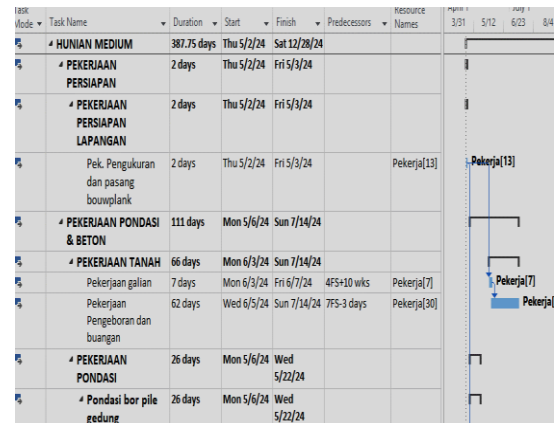 Task
Mode Task Name Duration Start Finish Predecessors Resource Names April 1 July 1
3/31 5/12 6/23 8/4
HUNIAN MEDIUM 387.75 days Thu 5/2/24 Sat 12/28/24
PEKERJAAN PERSIAPAN 2 days Thu 5/2/24 Fri 5/3/24
PEKERJAAN PERSIAPAN LAPANGAN 2 days Thu 5/2/24 Fri 5/3/24
Pek. Pengukuran dan pasang bouwplank 2 days Thu 5/2/24 Fri 5/3/24 Pekerja[13] Pekerja[13]
PEKERJAAN PONDASI & BETON 111 days Mon 5/6/24 Sun 7/14/24
PEKERJAAN TANAH 66 days Mon 6/3/24 Sun 7/14/24
Pekerjaan galian 7 days Mon 6/3/24 Fri 6/7/24 4FS+10 wks Pekerja[7] Pekerja[7]
Pekerjaan Pengeboran dan buangan 62 days Wed 6/5/24 Sun 7/14/24 7FS-3 days Pekerja[30] Pekerja[
PEKERJAAN PONDASI 26 days Mon 5/6/24 Wed 5/22/24
Pondasi bor pile gedung 26 days Mon 5/6/24 Wed 5/22/24